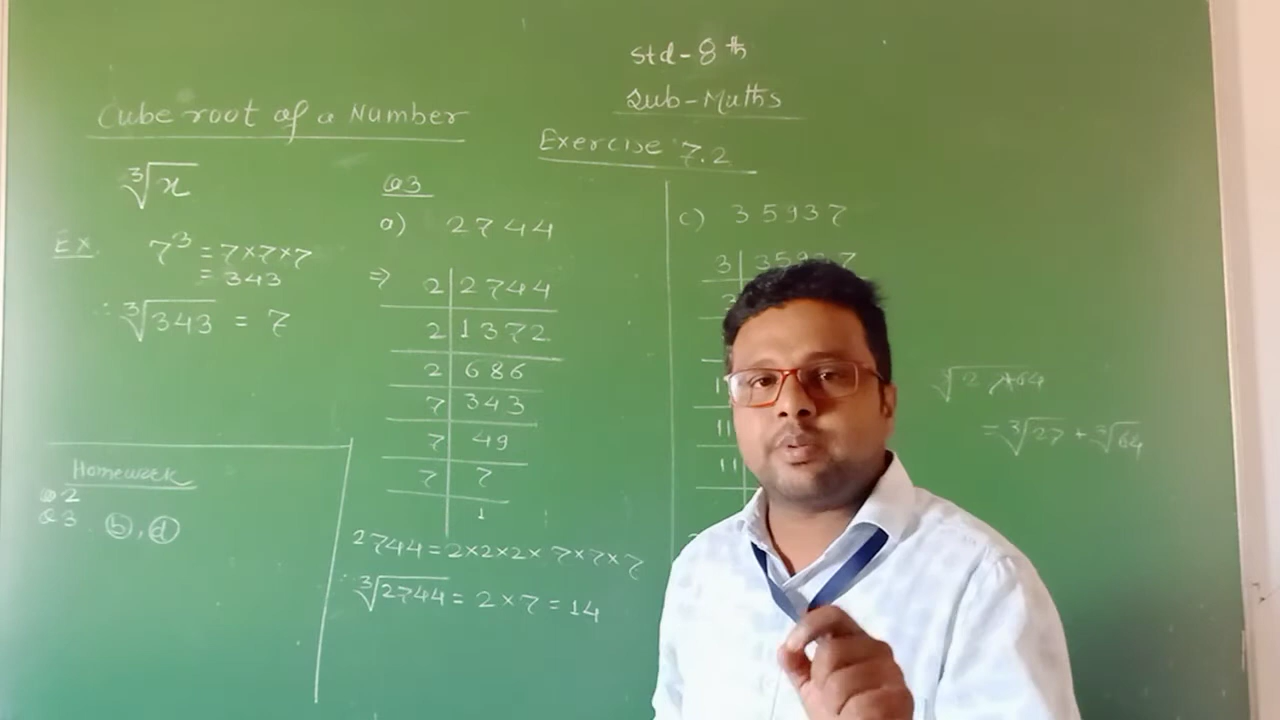 Std-8th
Sub-Maths
Exercise 7.2
Cube root of a Number
∛x
Ex. 7³ = 7×7×7
= 343
∴ ∛343 = 7
Homework
Q2
Q3. b, d
Q3
a) 2744
⇒ 2 | 2744
2 | 1372
2 | 686
7 | 343
7 | 49
7 | 7
1
2744 = 2×2×2×7×7×7
∴ ∛2744 = 2×7 = 14
c) 35937
3 | 35937
11
11
= ∛27 + ∛64